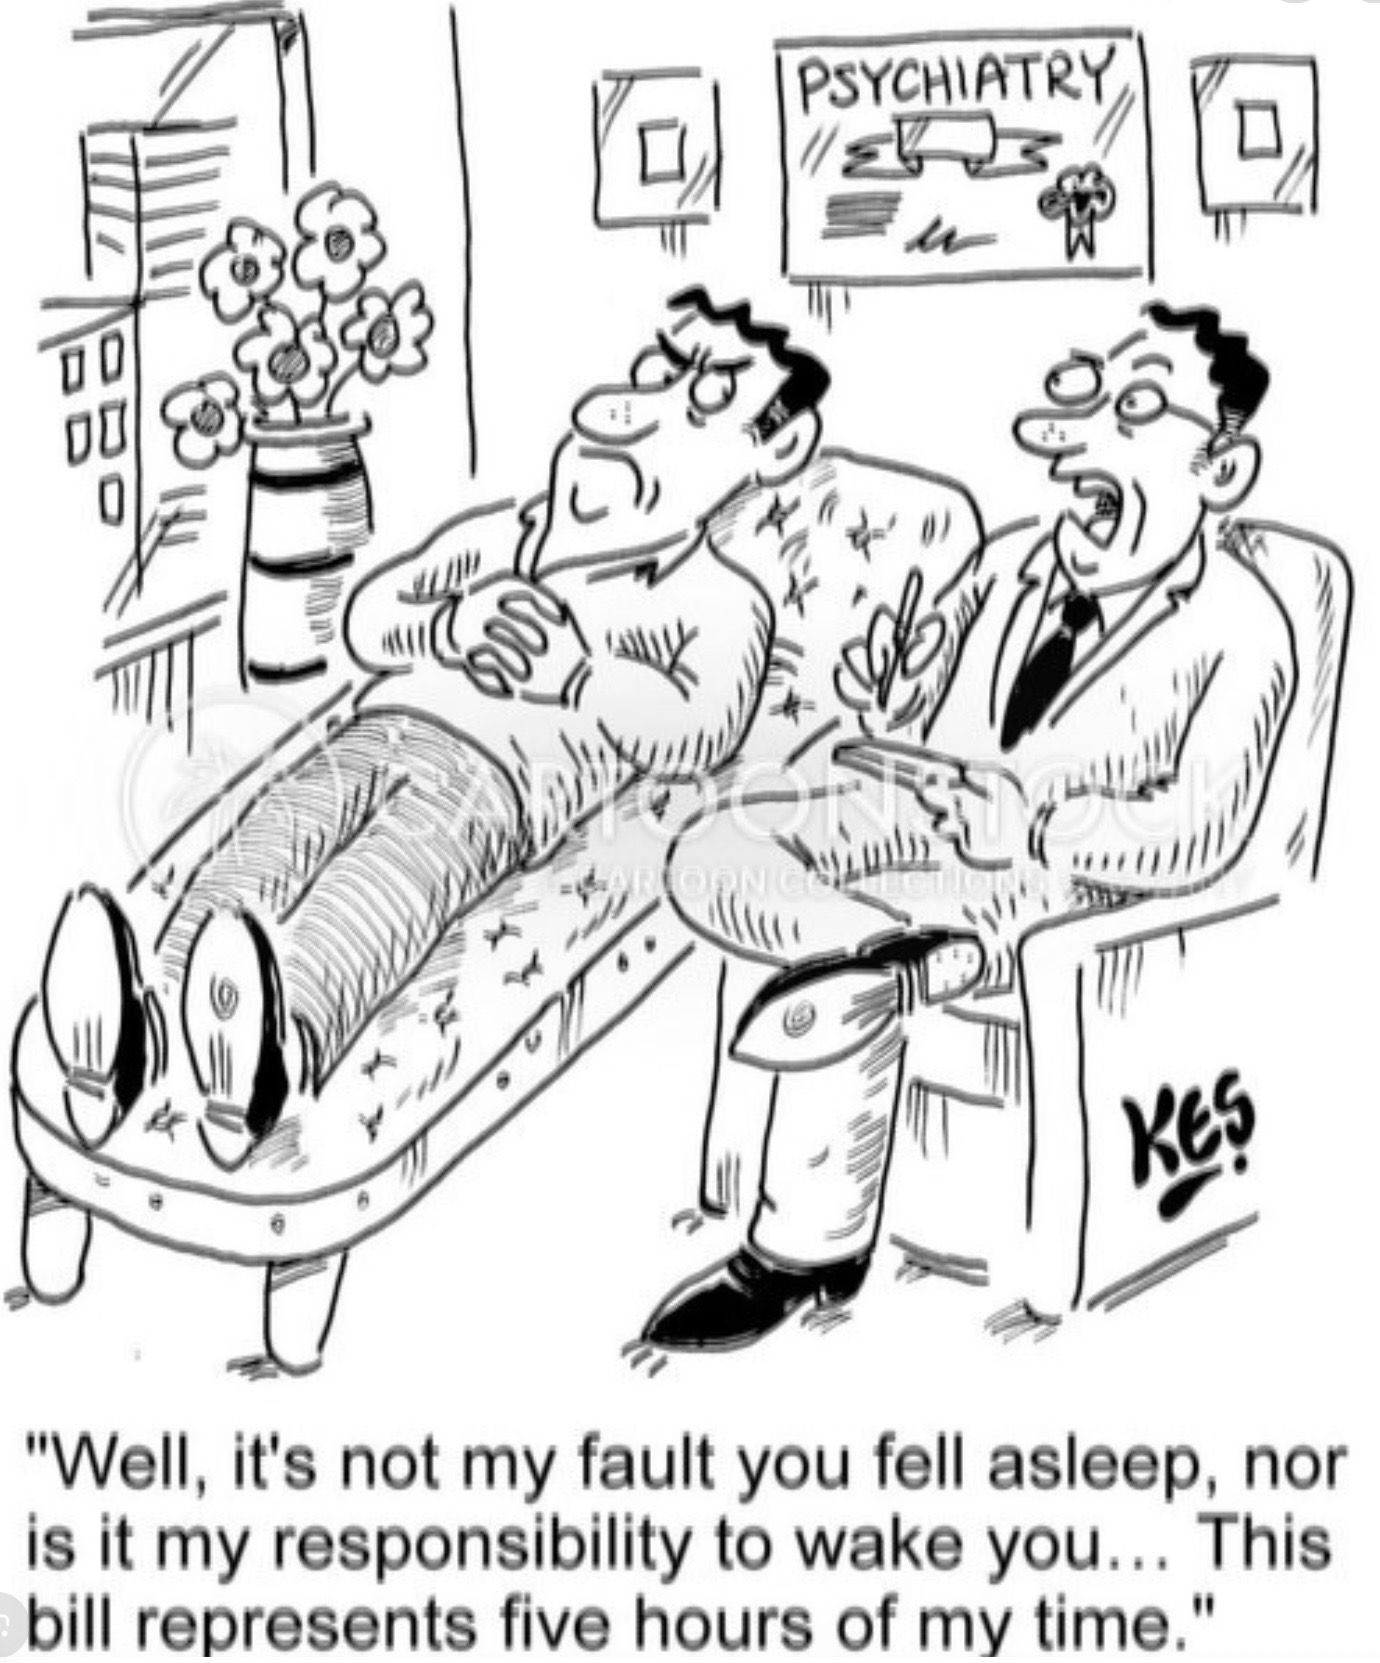 PSYCHIATRY
CARTOONSTOCK
KES
"Well, it's not my fault you fell asleep, nor
is it my responsibility to wake you... This
bill represents five hours of my time."